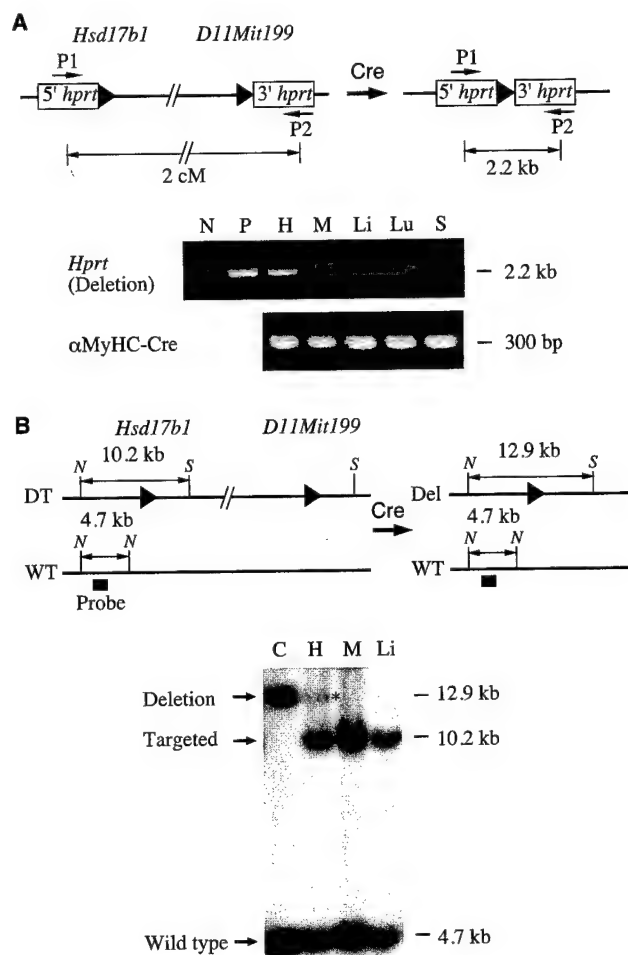 A
Hsd17b1 D11Mit199
P1 Cre P1
5' hprt 3' hprt 5' hprt 3' hprt
P2 P2
2 cM 2.2 kb
N P H M Li Lu S
Hprt
(Deletion) 2.2 kb
αMyHC-Cre 300 bp
B
Hsd17b1 D11Mit199
10.2 kb 12.9 kb
N S S N S
DT Cre Del
4.7 kb 4.7 kb
N N N N
WT WT
Probe
C H M Li
Deletion * 12.9 kb
Targeted 10.2 kb
Wild type 4.7 kb